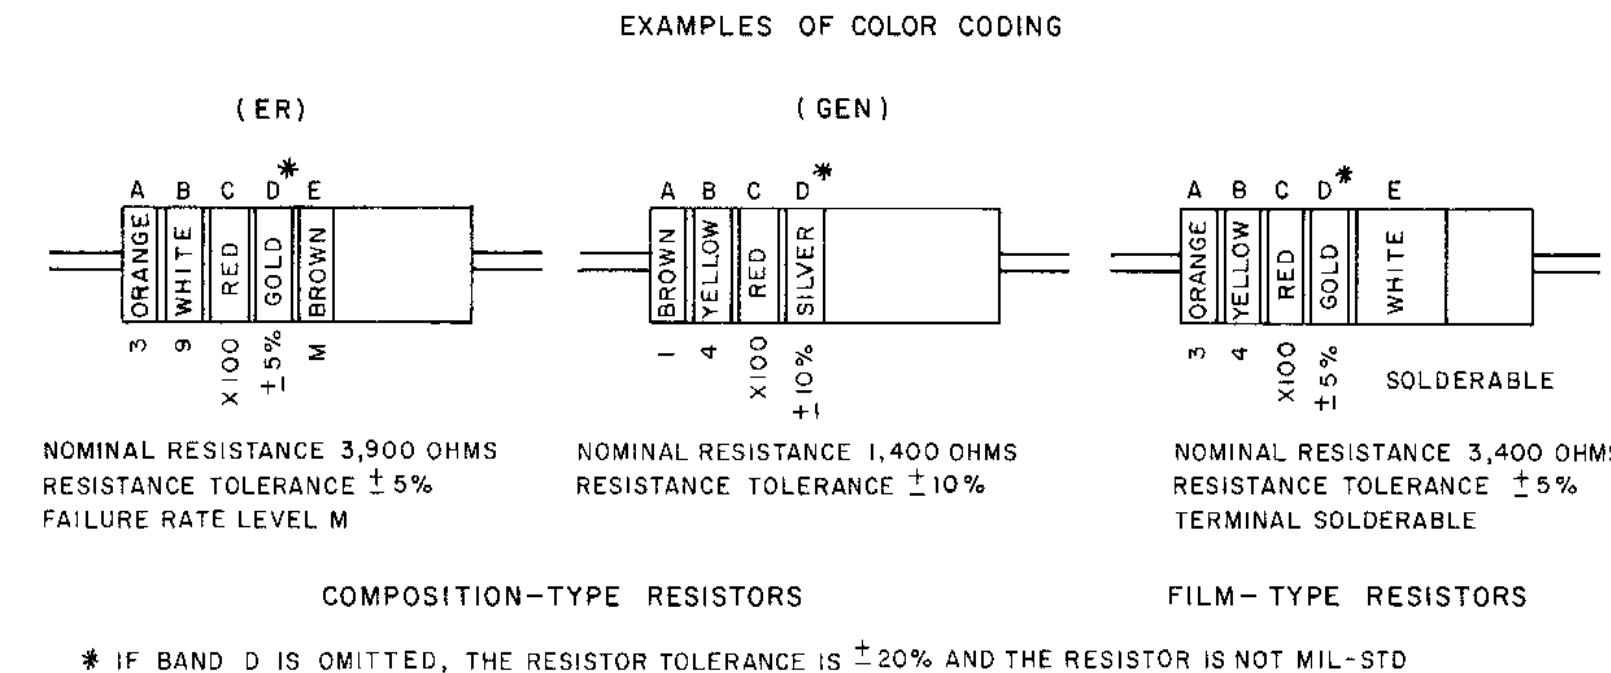 EXAMPLES OF COLOR CODING
(ER)
(GEN)
A B C D* E
ORANGE WHITE RED GOLD BROWN
3 9 X100 ±5% M
NOMINAL RESISTANCE 3,900 OHMS
RESISTANCE TOLERANCE ±5%
FAILURE RATE LEVEL M
A B C D*
BROWN YELLOW RED SILVER
1 4 X100 ±10%
NOMINAL RESISTANCE 1,400 OHMS
RESISTANCE TOLERANCE ±10%
A B C D* E
ORANGE YELLOW RED GOLD WHITE
3 4 X100 ±5% SOLDERABLE
NOMINAL RESISTANCE 3,400 OHMS
RESISTANCE TOLERANCE ±5%
TERMINAL SOLDERABLE
COMPOSITION-TYPE RESISTORS
FILM-TYPE RESISTORS
* IF BAND D IS OMITTED, THE RESISTOR TOLERANCE IS ±20% AND THE RESISTOR IS NOT MIL-STD